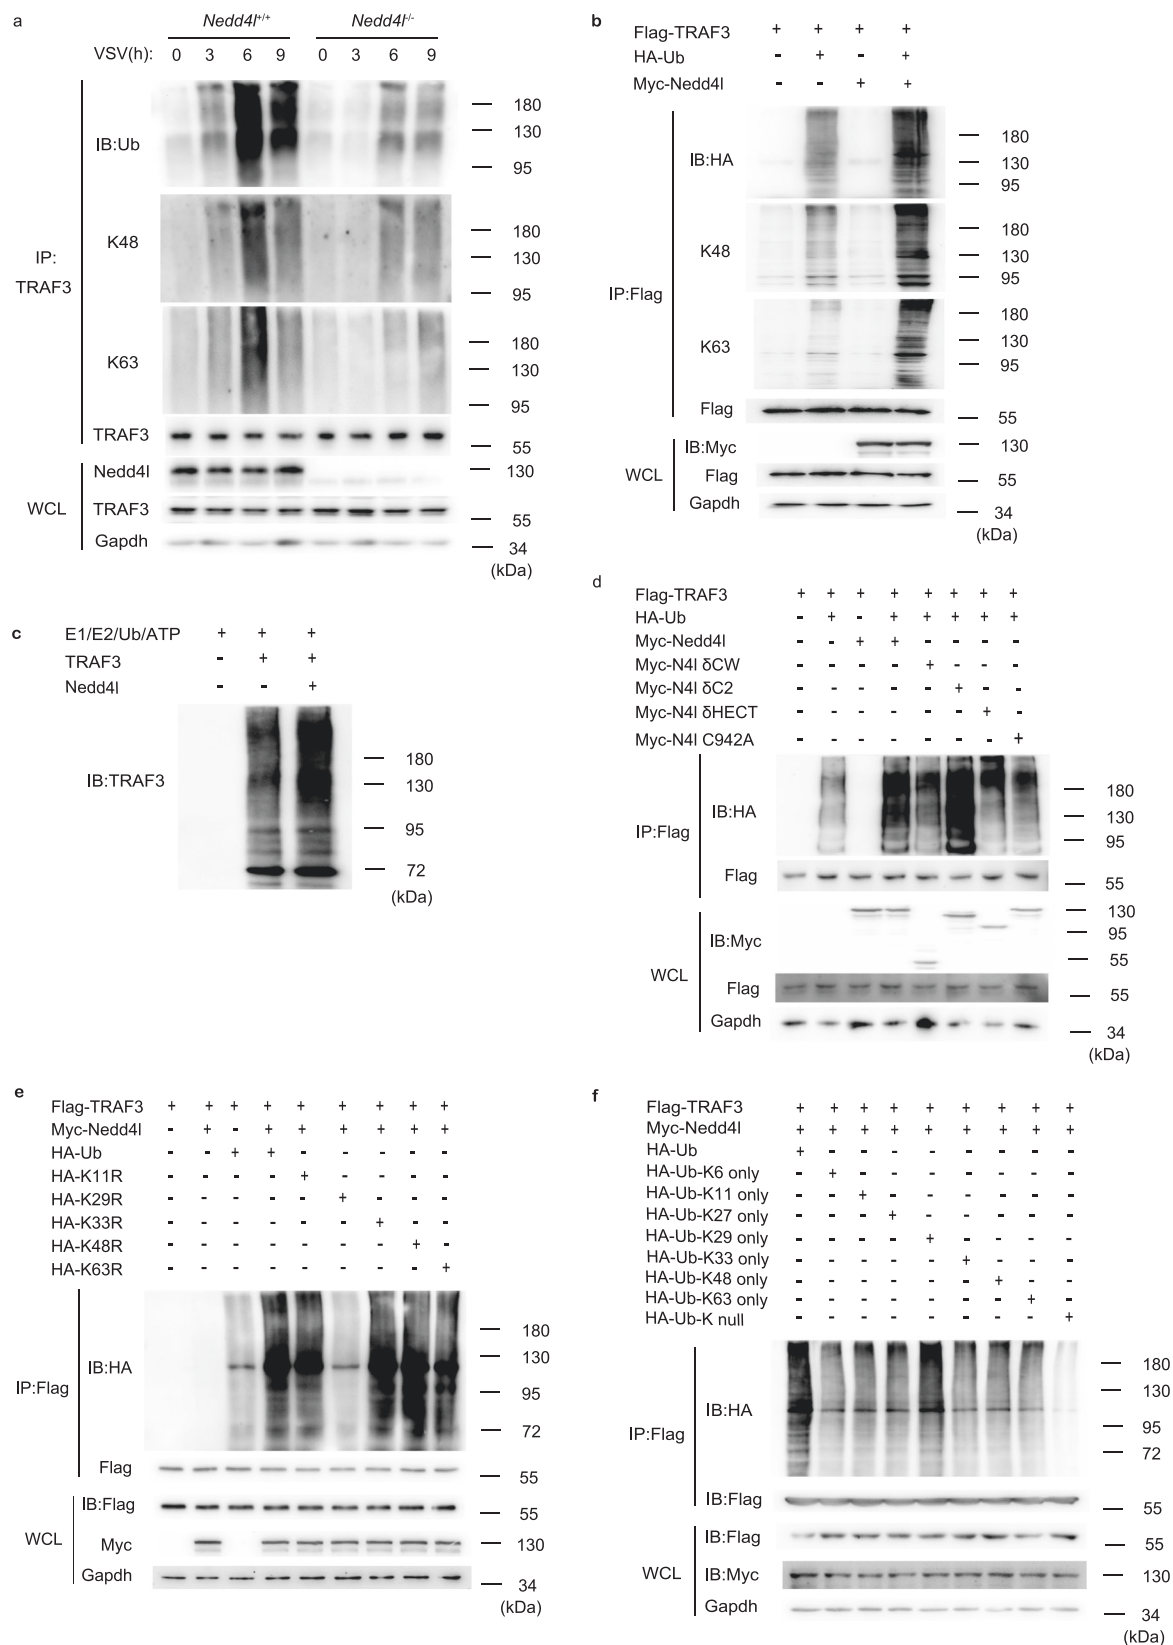 a
Nedd4l+/+ Nedd4l-/-
VSV(h): 0 3 6 9 0 3 6 9
IP:
TRAF3
IB:Ub
180
130
95
K48
180
130
95
K63
180
130
95
TRAF3
55
WCL
Nedd4l 130
TRAF3
55
Gapdh
34
(kDa)
b
Flag-TRAF3 + + + +
HA-Ub - + - +
Myc-Nedd4l - - + +
IP:Flag
IB:HA
180
130
95
K48
180
130
95
K63
180
130
95
Flag
55
WCL
IB:Myc 130
Flag
55
Gapdh
34
(kDa)
c
E1/E2/Ub/ATP + + +
TRAF3 - + +
Nedd4l - - +
IB:TRAF3
180
130
95
72
(kDa)
d
Flag-TRAF3 + + + + + + + +
HA-Ub - + - + + + + +
Myc-Nedd4l - - + + - - - -
Myc-N4l δCW - - - - + - - -
Myc-N4l δC2 - - - - - + - -
Myc-N4l δHECT - - - - - - + -
Myc-N4l C942A - - - - - - - +
IP:Flag
IB:HA
180
130
95
Flag
55
WCL
IB:Myc
130
95
55
Flag
55
Gapdh
34
(kDa)
e
Flag-TRAF3 + + + + + + + + +
Myc-Nedd4l - + - + + + + + +
HA-Ub - - + + - - - - -
HA-K11R - - - - + - - - -
HA-K29R - - - - - + - - -
HA-K33R - - - - - - + - -
HA-K48R - - - - - - - + -
HA-K63R - - - - - - - - +
IP:Flag
IB:HA
180
130
95
72
Flag
55
WCL
IB:Flag
55
Myc 130
Gapdh
34
(kDa)
f
Flag-TRAF3 + + + + + + + + +
Myc-Nedd4l + + + + + + + + +
HA-Ub + - - - - - - - -
HA-Ub-K6 only - + - - - - - - -
HA-Ub-K11 only - - + - - - - - -
HA-Ub-K27 only - - - + - - - - -
HA-Ub-K29 only - - - - + - - - -
HA-Ub-K33 only - - - - - + - - -
HA-Ub-K48 only - - - - - - + - -
HA-Ub-K63 only - - - - - - - + -
HA-Ub-K null - - - - - - - - +
IP:Flag
IB:HA
180
130
95
72
IB:Flag
55
WCL
IB:Flag
55
IB:Myc 130
Gapdh
34
(kDa)